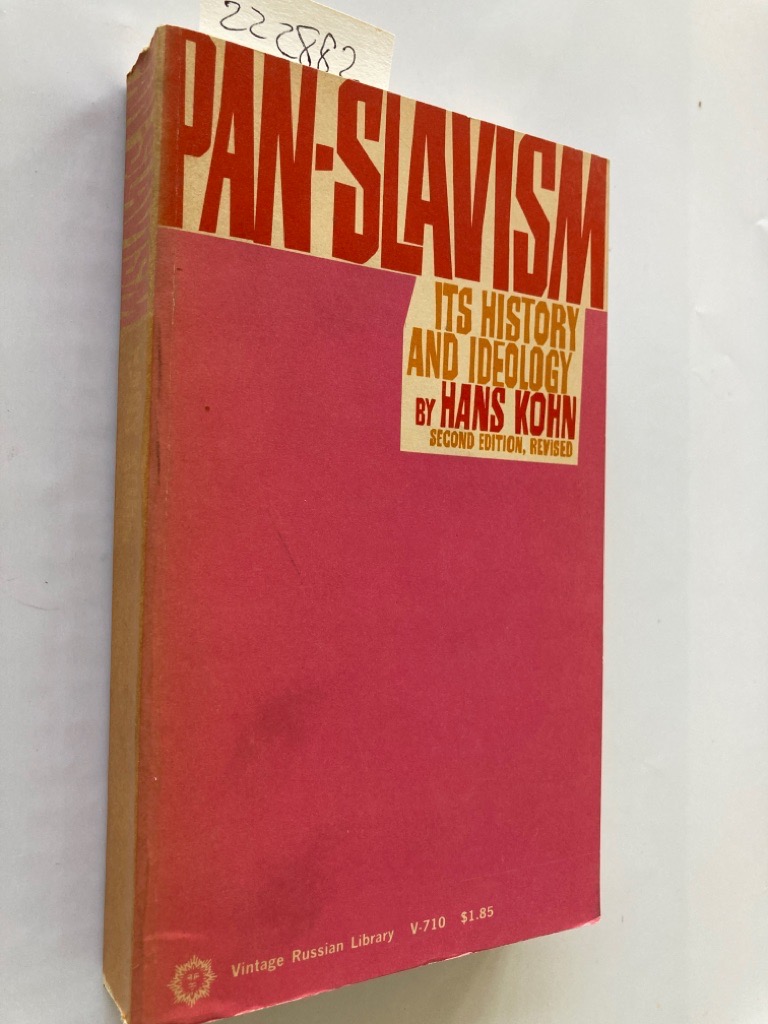 222882
PAN-SLAVISM
ITS HISTORY
AND IDEOLOGY
BY HANS KOHN
SECOND EDITION, REVISED
Vintage Russian Library V-710 $1.85